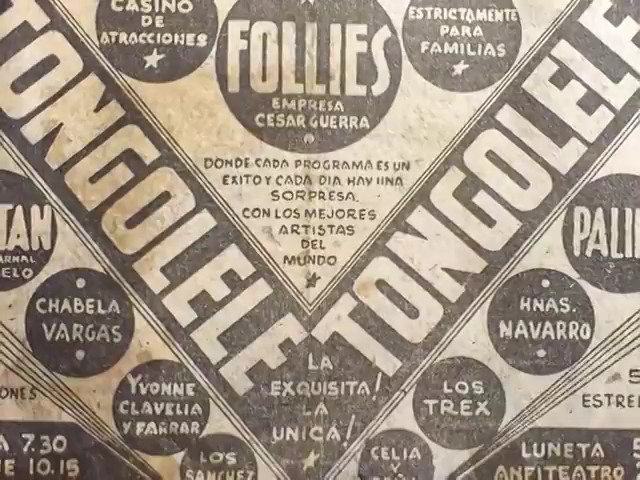 CASINO
DE
ATRACCIONES
FOLLIES
EMPRESA
CESAR GUERRA
ESTRICTAMENTE
PARA
FAMILIAS
DONDE CADA PROGRAMA ES UN
EXITO Y CADA DIA HAY UNA
SORPRESA.
CON LOS MEJORES
ARTISTAS
DEL
MUNDO
TONGOLELE
TONGOLELE
CHABELA
VARGAS
HNAS.
NAVARRO
YVONNE
CLAVELIA
Y FARRAR
LOS
SANCHEZ
LA
EXQUISITA!
LA
UNICA!
LOS
TREX
CELIA
Y
7.30
10.15
LUNETA 5
ANFITEATRO